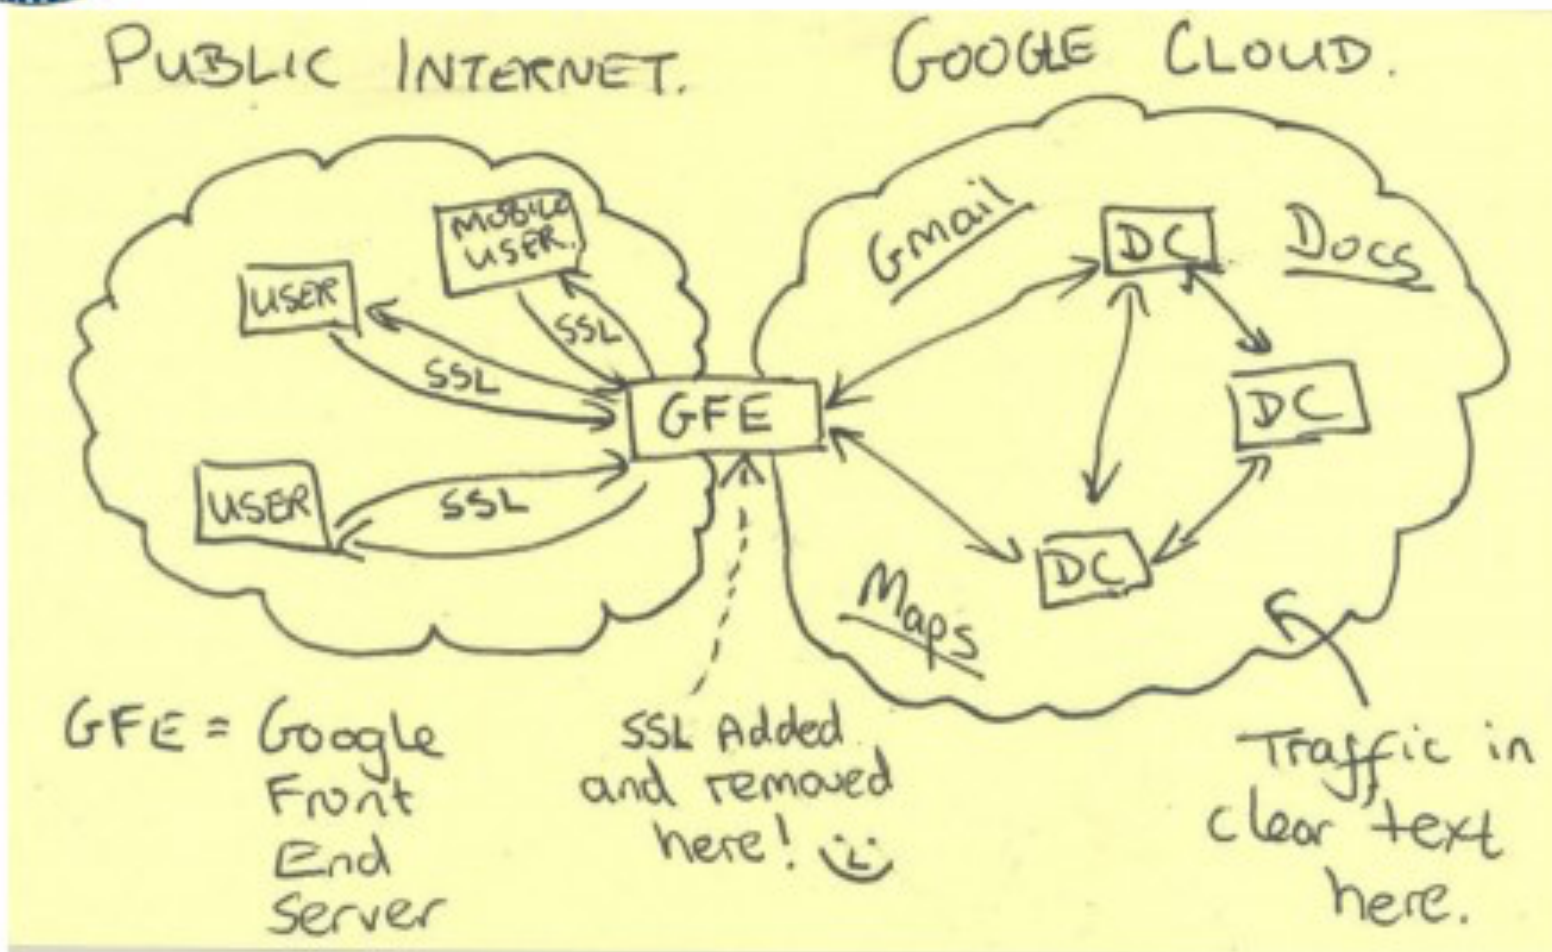 PUBLIC INTERNET.
GOOGLE CLOUD.
MOBILE
USER.
USER
SSL
SSL
GFE
USER
SSL
Gmail
DC
Docs
DC
DC
Maps
GFE = Google
Front
End
Server
SSL Added
and removed
here!
Traffic in
clear text
here.